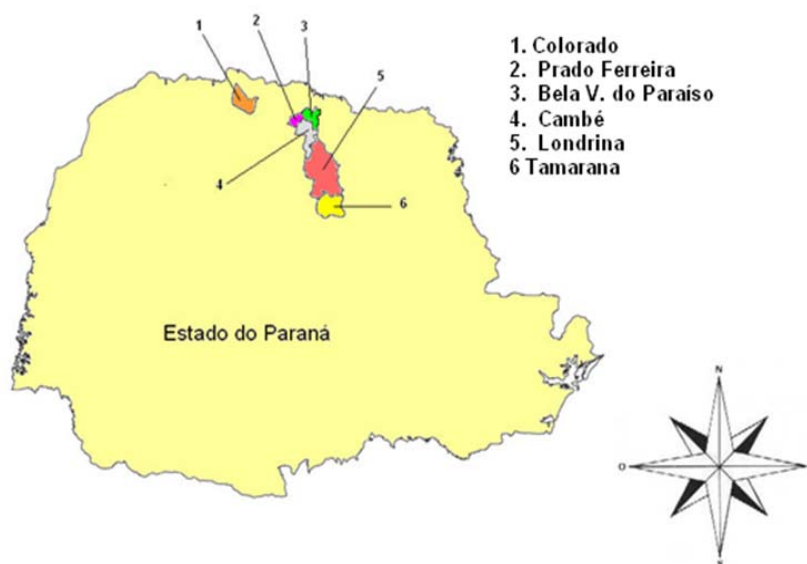 1
2
3
5
4
6
1. Colorado
2. Prado Ferreira
3. Bela V. do Paraíso
4. Cambé
5. Londrina
6 Tamarana
Estado do Paraná
N
O
S